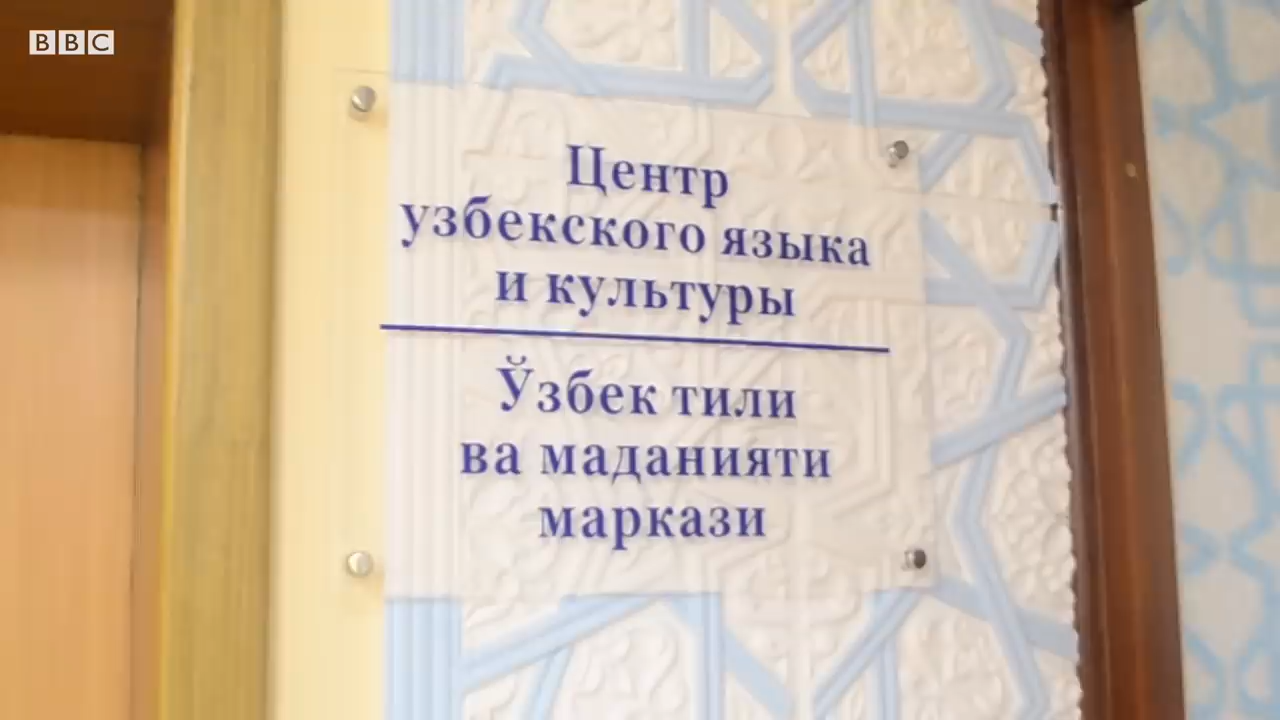 BBC
Центр
узбекского языка
и культуры
Ўзбек тили
ва маданияти
маркази